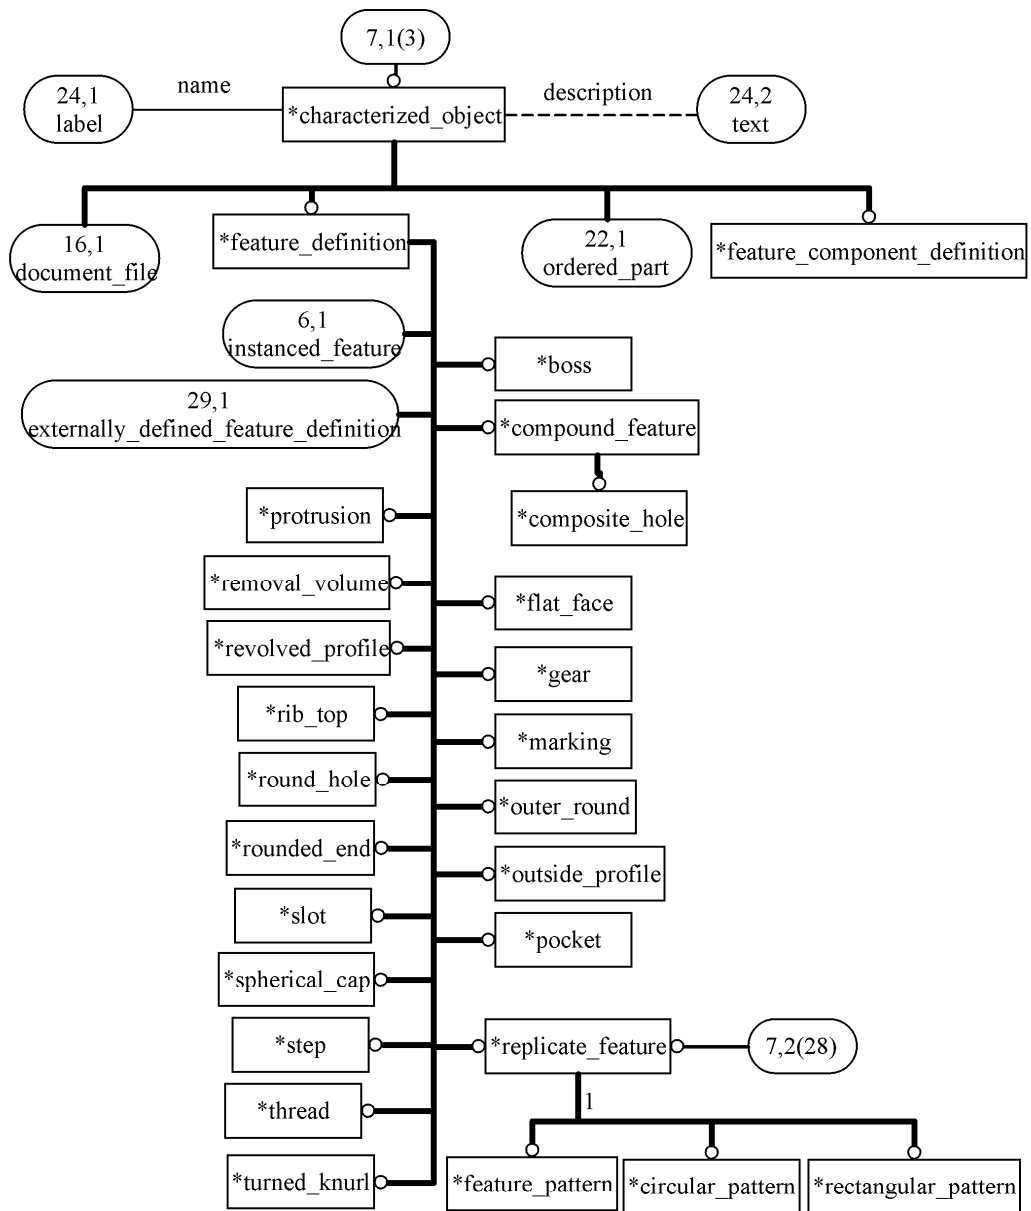 7,1(3)
name
description
24,1
label
*characterized_object
24,2
text
16,1
document_file
*feature_definition
22,1
ordered_part
*feature_component_definition
6,1
instanced_feature
*boss
29,1
externally_defined_feature_definition
*compound_feature
*protrusion
*composite_hole
*removal_volume
*flat_face
*revolved_profile
*gear
*rib_top
*marking
*round_hole
*outer_round
*rounded_end
*outside_profile
*slot
*pocket
*spherical_cap
*step
*replicate_feature
7,2(28)
1
*thread
*turned_knurl
*feature_pattern
*circular_pattern
*rectangular_pattern